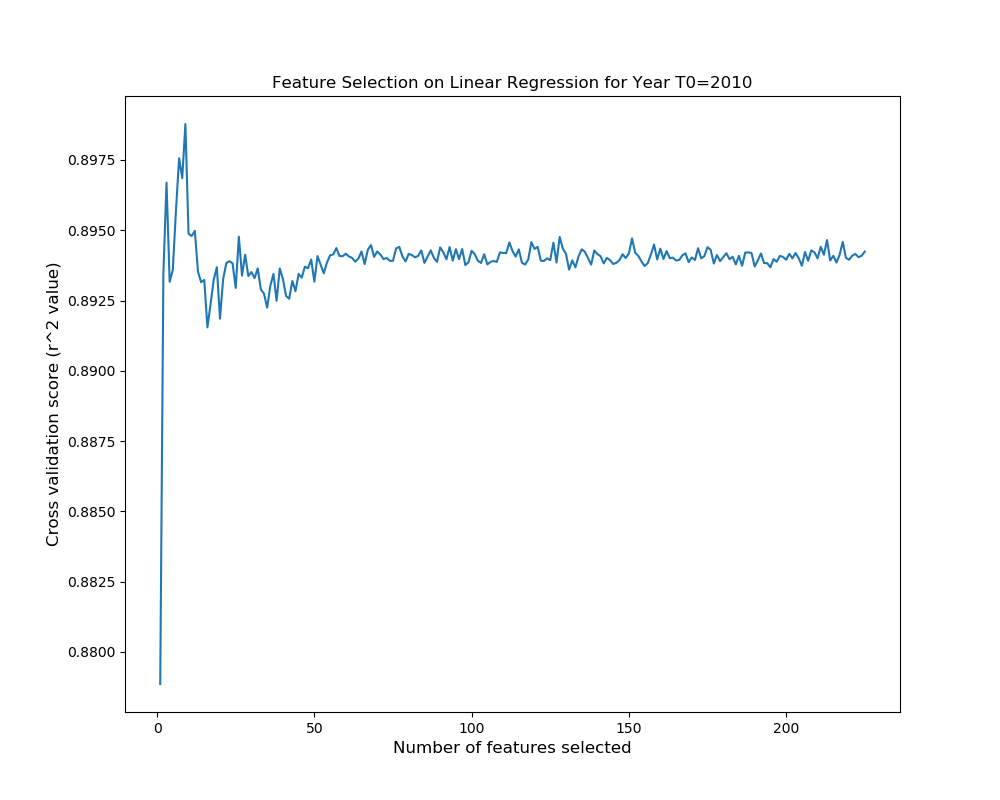 Feature Selection on Linear Regression for Year T0=2010
0.8975
0.8950
0.8925
0.8900
0.8875
0.8850
0.8825
0.8800
Cross validation score (r^2 value)
0 50 100 150 200
Number of features selected